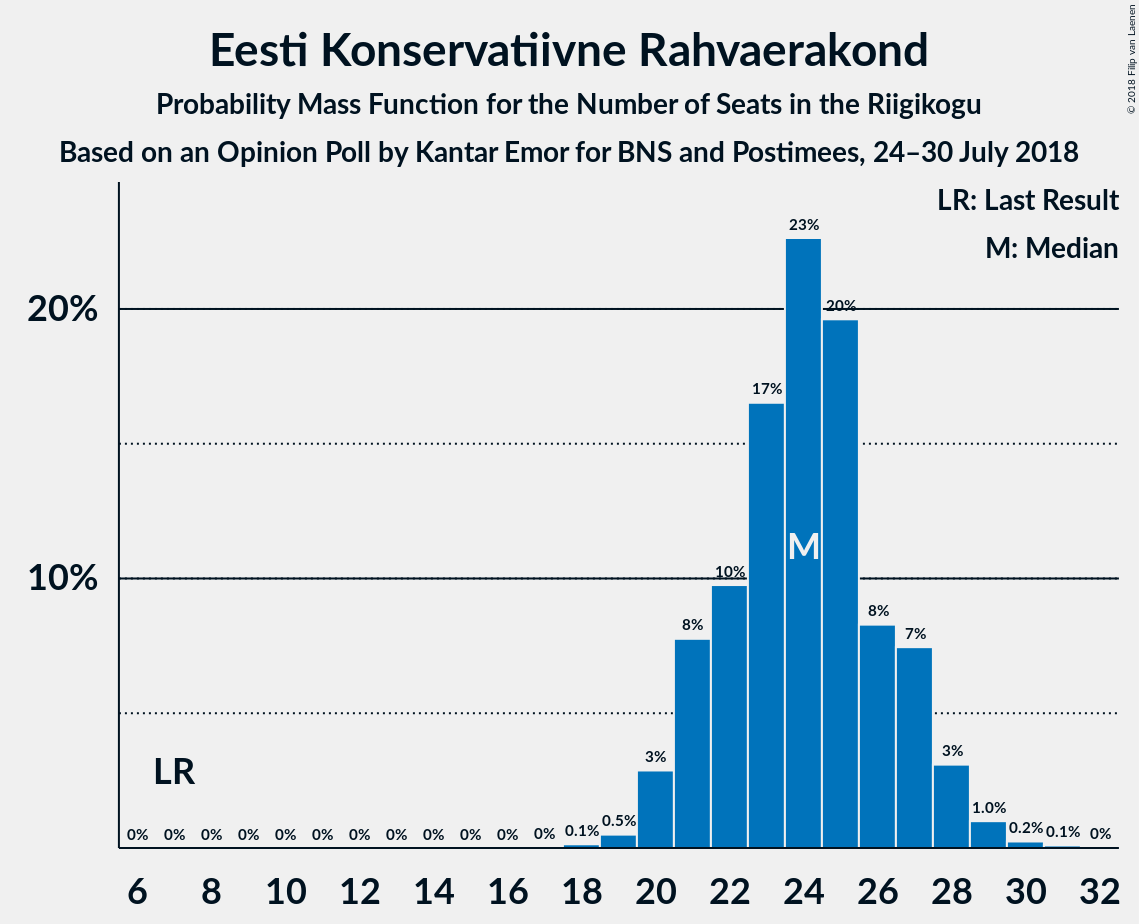 Eesti Konservatiivne Rahvaerakond
Probability Mass Function for the Number of Seats in the Riigikogu
Based on an Opinion Poll by Kantar Emor for BNS and Postimees, 24–30 July 2018
© 2018 Filip van Laenen
LR: Last Result
M: Median
20%
10%
0% 0% 0% 0% 0% 0% 0% 0% 0% 0% 0% 0% 0.1% 0.5% 3% 8% 10% 17% 23% 20% 8% 7% 3% 1.0% 0.2% 0.1% 0%
LR
M
6 8 10 12 14 16 18 20 22 24 26 28 30 32